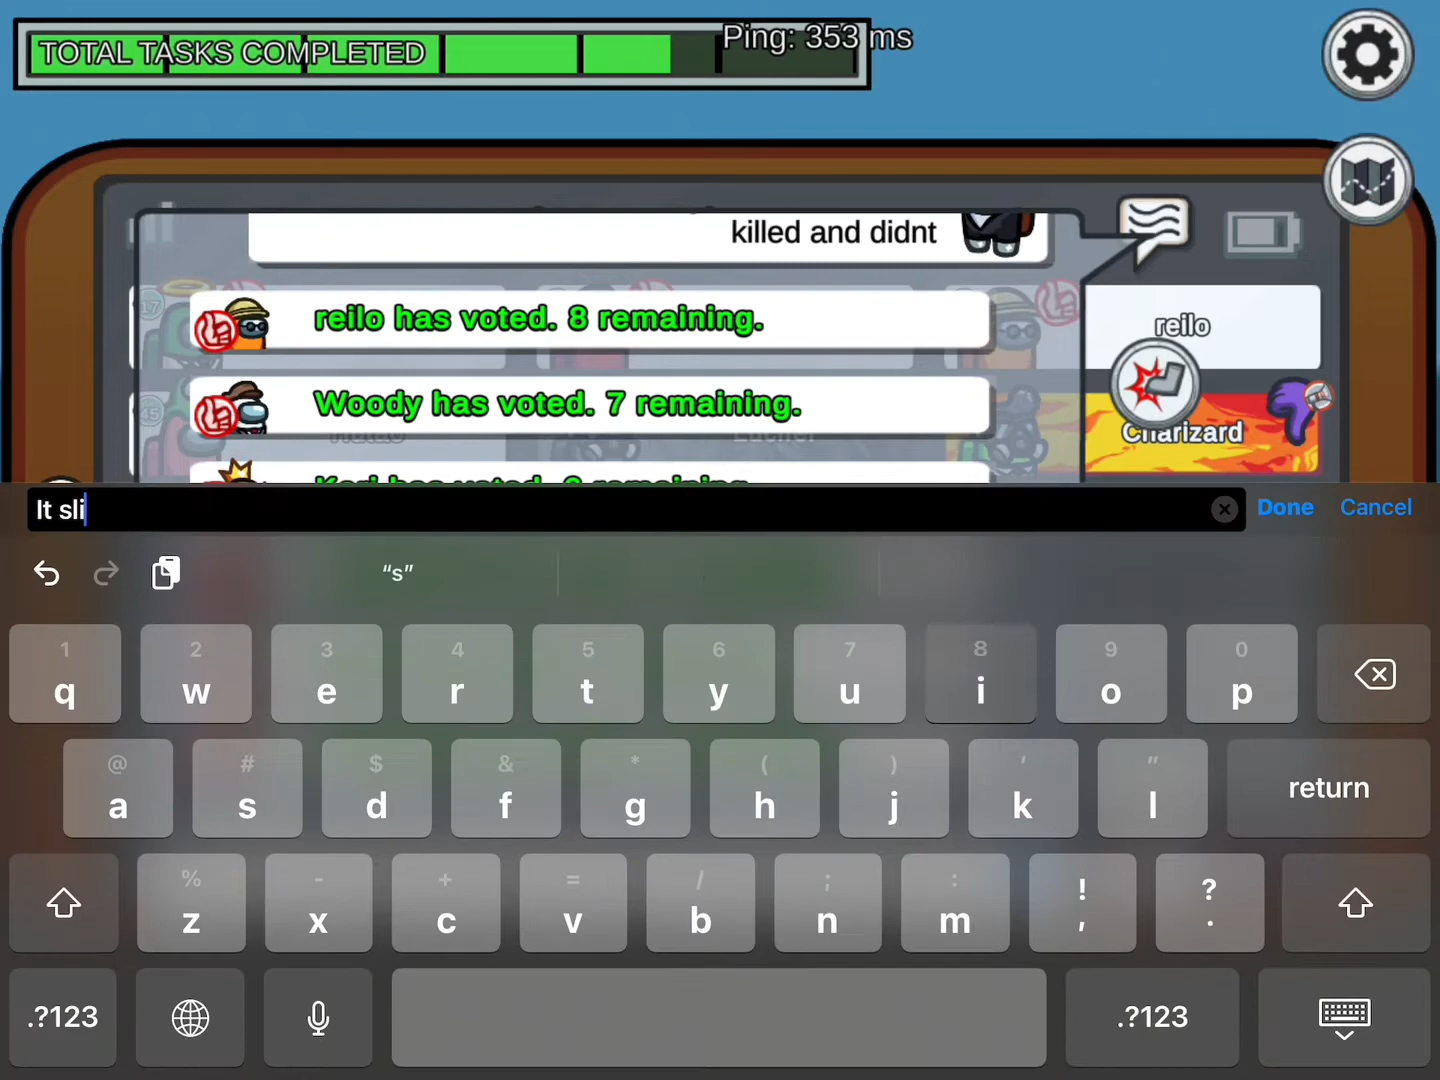 TOTAL TASKS COMPLETED
Ping: 353 ms
killed and didnt
reilo has voted. 8 remaining.
reilo
Woody has voted. 7 remaining.
Charizard
It sli
Done
Cancel
“s”
1 2 3 4 5 6 7 8 9 0
q w e r t y u i o p
@ # $ & * ( ) ' "
a s d f g h j k l return
% - + = / ; : ! ?
z x c v b n m , .
.?123 .?123